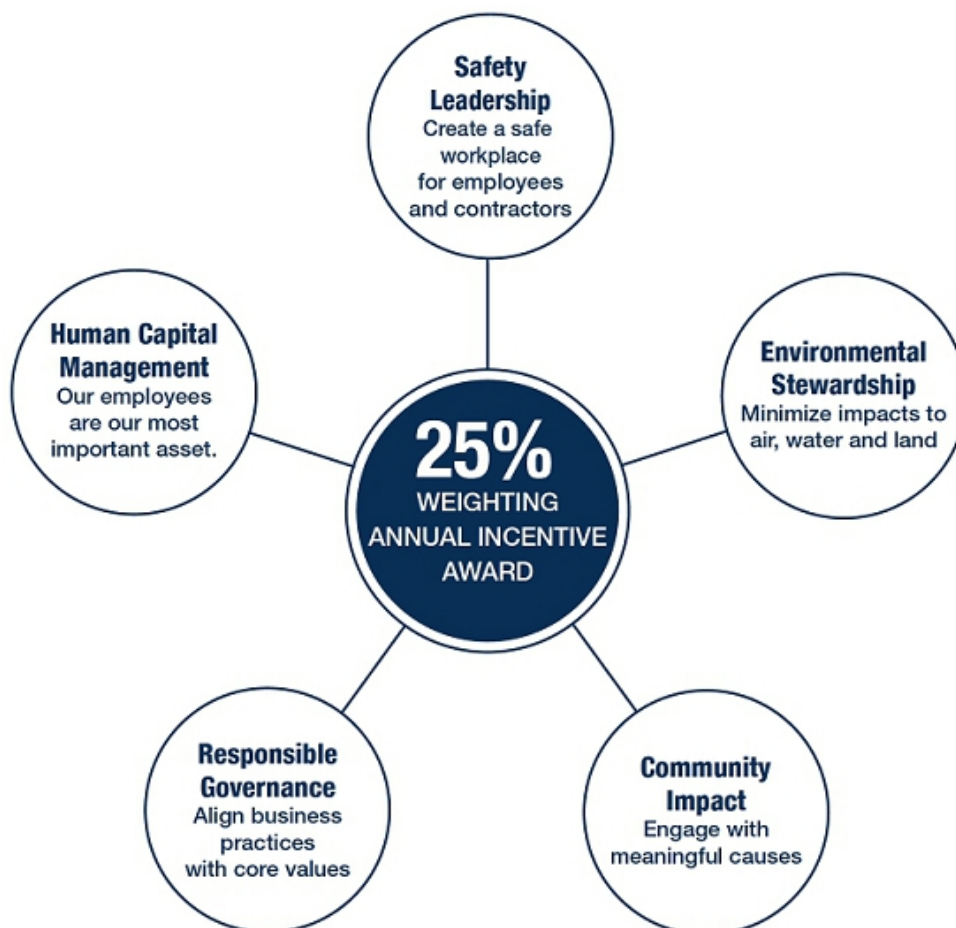 Safety
Leadership
Create a safe
workplace
for employees
and contractors
Human Capital
Management
Our employees
are our most
important asset.
Environmental
Stewardship
Minimize impacts to
air, water and land
25%
WEIGHTING
ANNUAL INCENTIVE
AWARD
Responsible
Governance
Align business
practices
with core values
Community
Impact
Engage with
meaningful causes